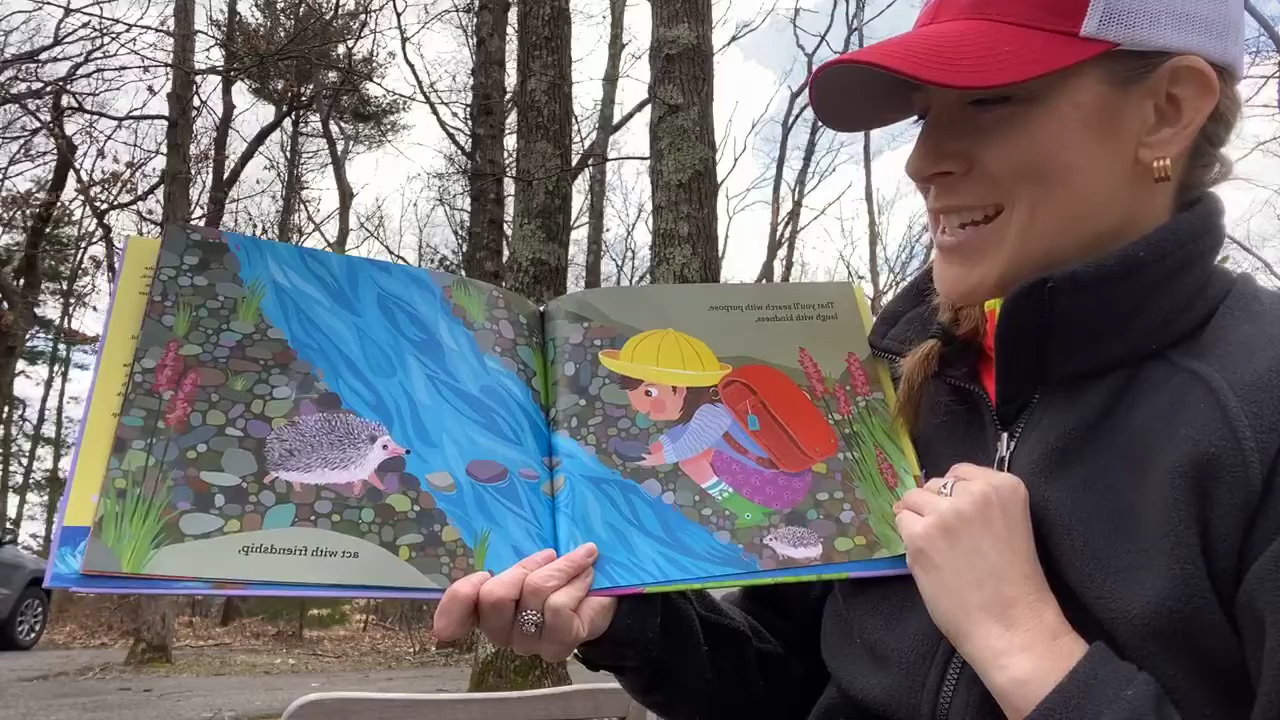 That you'll search with purpose,
laugh with kindness,
act with friendship,